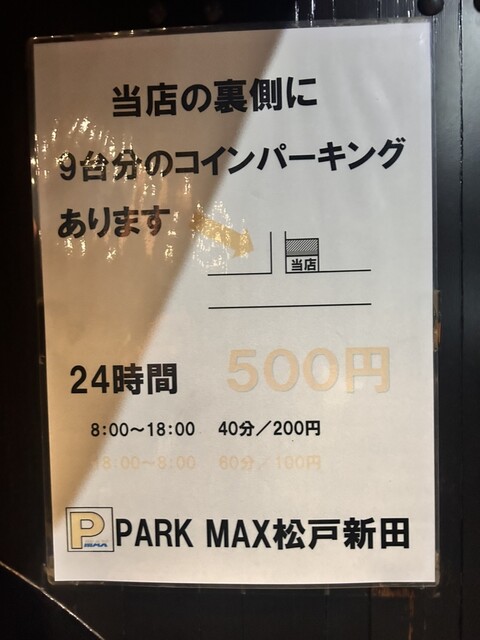 当店の裏側に
9台分のコインパーキング
あります
当店
24時間 500円
8:00～18:00 40分／200円
18:00～8:00 60分／100円
P MAX
PARK MAX松戸新田